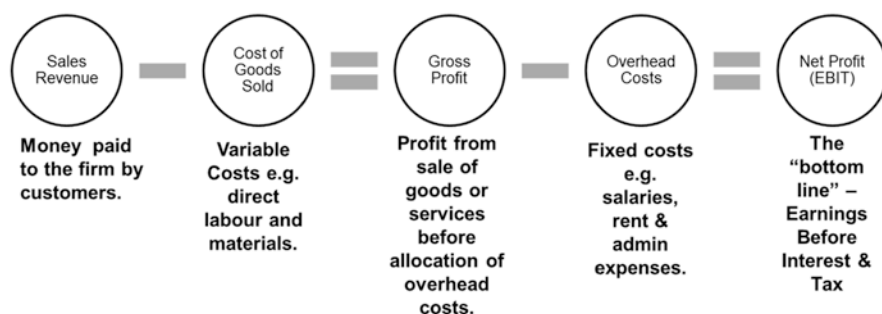 Sales
Revenue
Money paid
to the firm by
customers.
Cost of
Goods
Sold
Variable
Costs e.g.
direct
labour and
materials.
Gross
Profit
Profit from
sale of
goods or
services
before
allocation of
overhead
costs.
Overhead
Costs
Fixed costs
e.g.
salaries,
rent &
admin
expenses.
Net Profit
(EBIT)
The
“bottom
line” –
Earnings
Before
Interest &
Tax